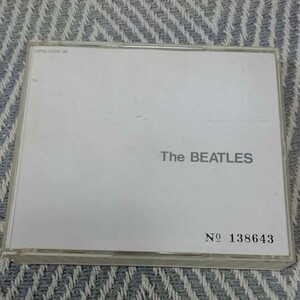 The BEATLES
Nº 138643